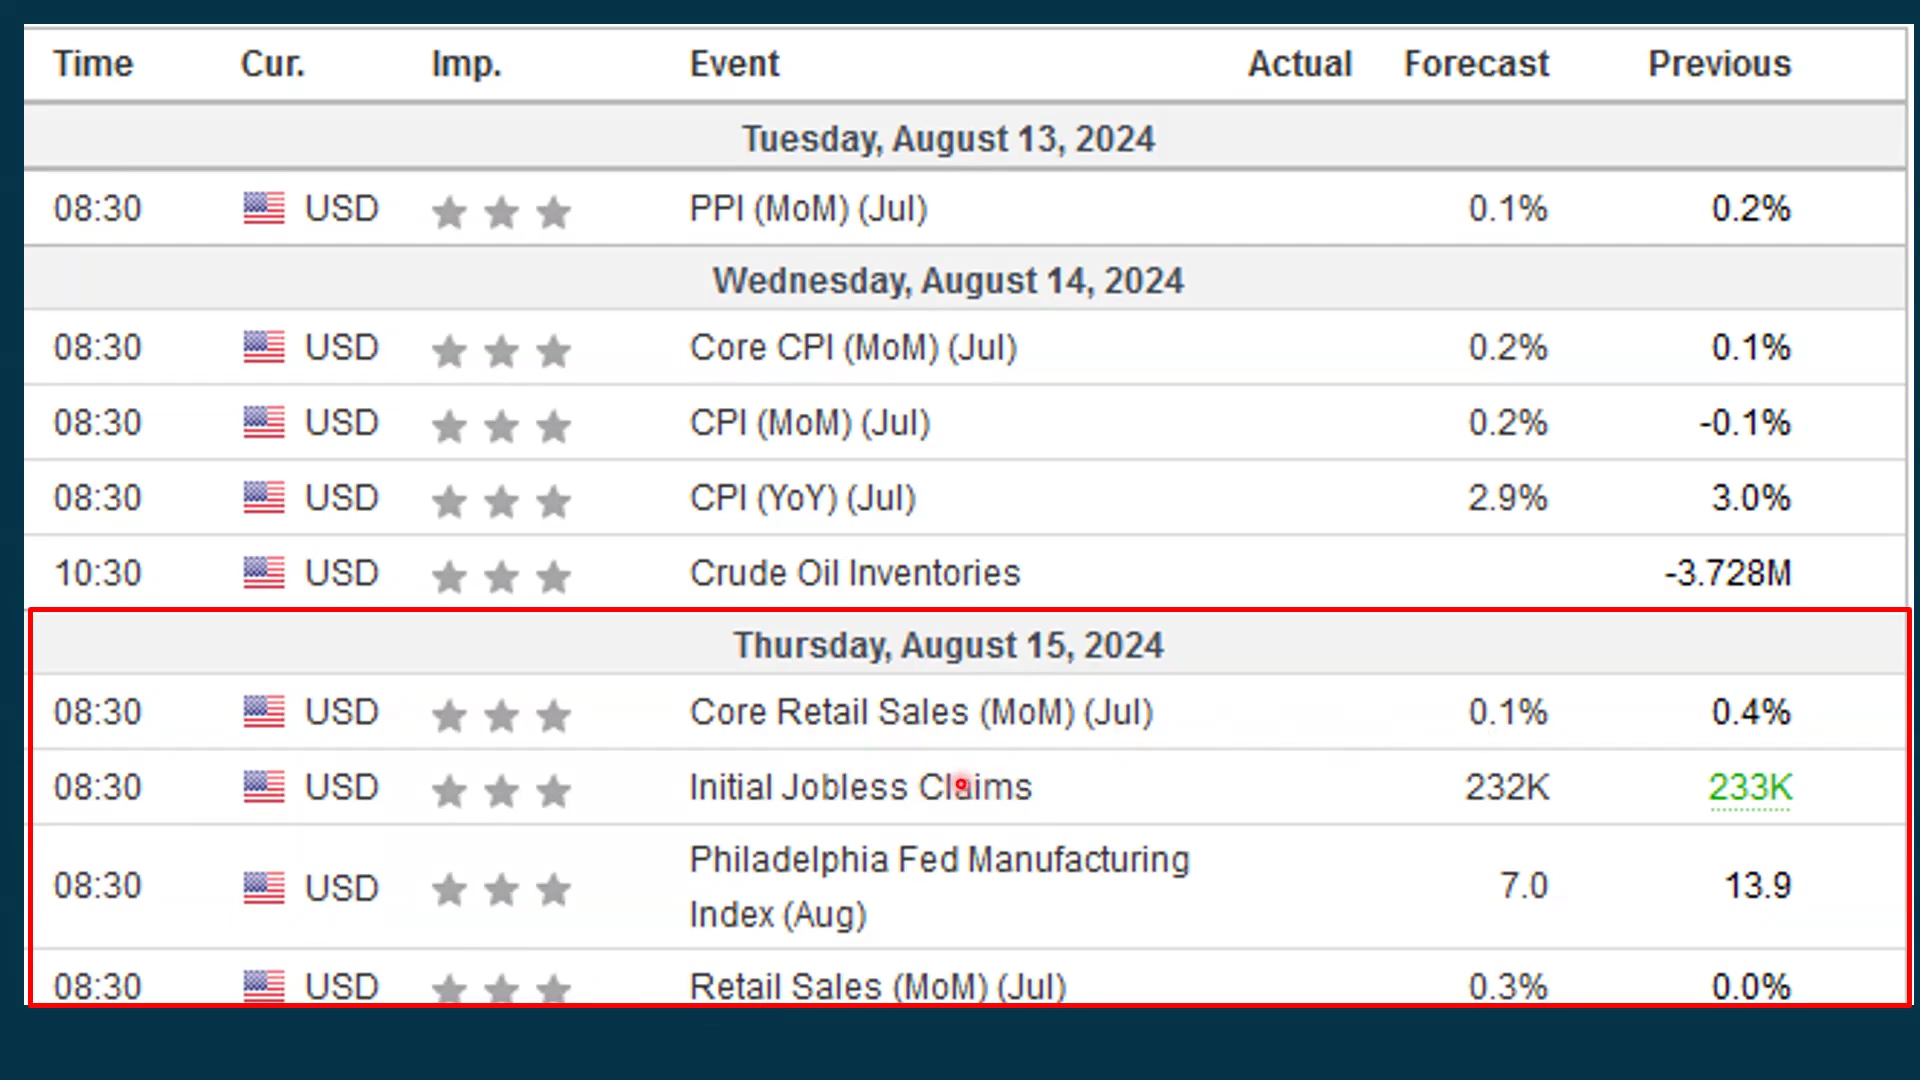 Time Cur. Imp. Event Actual Forecast Previous
Tuesday, August 13, 2024
08:30 USD PPI (MoM) (Jul) 0.1% 0.2%
Wednesday, August 14, 2024
08:30 USD Core CPI (MoM) (Jul) 0.2% 0.1%
08:30 USD CPI (MoM) (Jul) 0.2% -0.1%
08:30 USD CPI (YoY) (Jul) 2.9% 3.0%
10:30 USD Crude Oil Inventories -3.728M
Thursday, August 15, 2024
08:30 USD Core Retail Sales (MoM) (Jul) 0.1% 0.4%
08:30 USD Initial Jobless Claims 232K 233K
08:30 USD Philadelphia Fed Manufacturing
Index (Aug) 7.0 13.9
08:30 USD Retail Sales (MoM) (Jul) 0.3% 0.0%